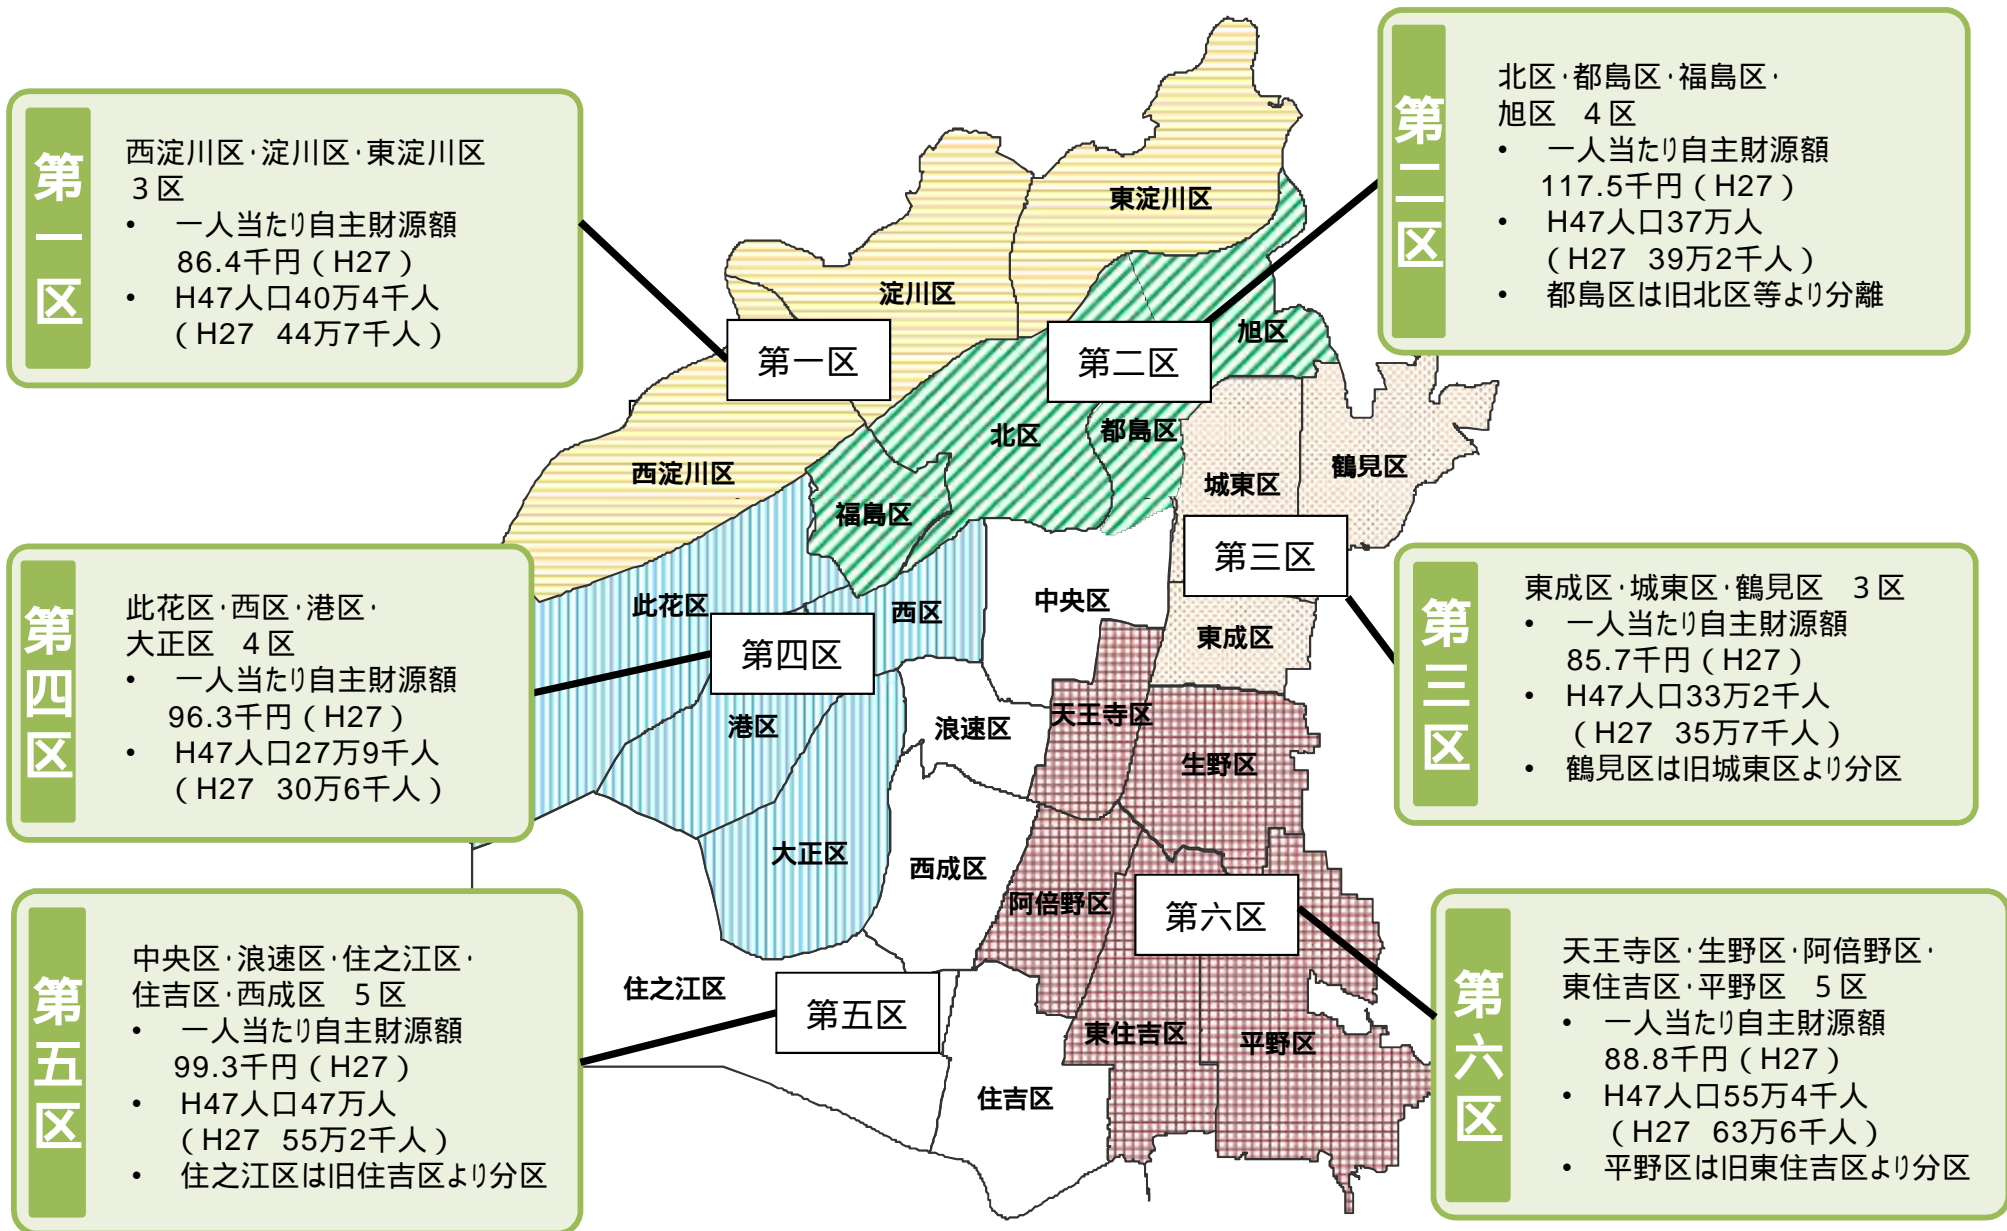 第一区
西淀川区・淀川区・東淀川区
3区
• 一人当たり自主財源額
86.4千円（H27）
• H47人口40万4千人
（H27 44万7千人）
第二区
北区・都島区・福島区・
旭区 4区
• 一人当たり自主財源額
117.5千円（H27）
• H47人口37万人
（H27 39万2千人）
• 都島区は旧北区等より分離
第三区
東成区・城東区・鶴見区 3区
• 一人当たり自主財源額
85.7千円（H27）
• H47人口33万2千人
（H27 35万7千人）
• 鶴見区は旧城東区より分区
第四区
此花区・西区・港区・
大正区 4区
• 一人当たり自主財源額
96.3千円（H27）
• H47人口27万9千人
（H27 30万6千人）
第五区
中央区・浪速区・住之江区・
住吉区・西成区 5区
• 一人当たり自主財源額
99.3千円（H27）
• H47人口47万人
（H27 55万2千人）
• 住之江区は旧住吉区より分区
第六区
天王寺区・生野区・阿倍野区・
東住吉区・平野区 5区
• 一人当たり自主財源額
88.8千円（H27）
• H47人口55万4千人
（H27 63万6千人）
• 平野区は旧東住吉区より分区
東淀川区
淀川区
旭区
第一区
第二区
北区
都島区
西淀川区
鶴見区
城東区
福島区
第三区
此花区
中央区
西区
東成区
第四区
天王寺区
港区
浪速区
生野区
大正区
西成区
阿倍野区
第六区
住之江区
第五区
東住吉区
平野区
住吉区